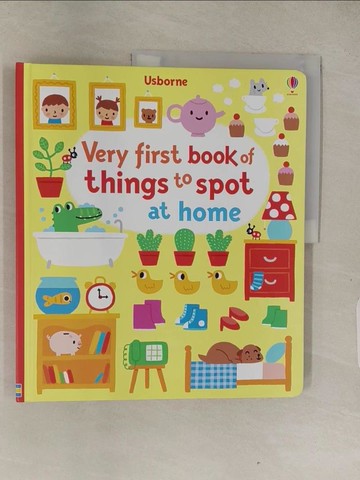 Usborne
Very first book of
things to spot
at home